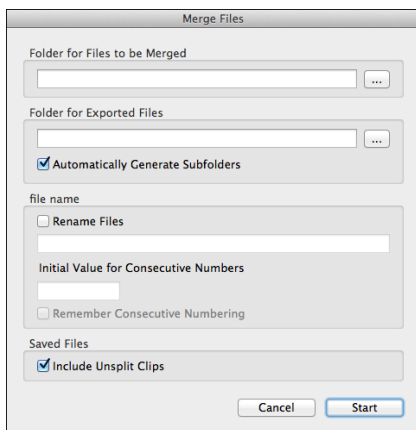 Merge Files
Folder for Files to be Merged
...
Folder for Exported Files
...
Automatically Generate Subfolders
file name
Rename Files
Initial Value for Consecutive Numbers
Remember Consecutive Numbering
Saved Files
Include Unsplit Clips
Cancel Start